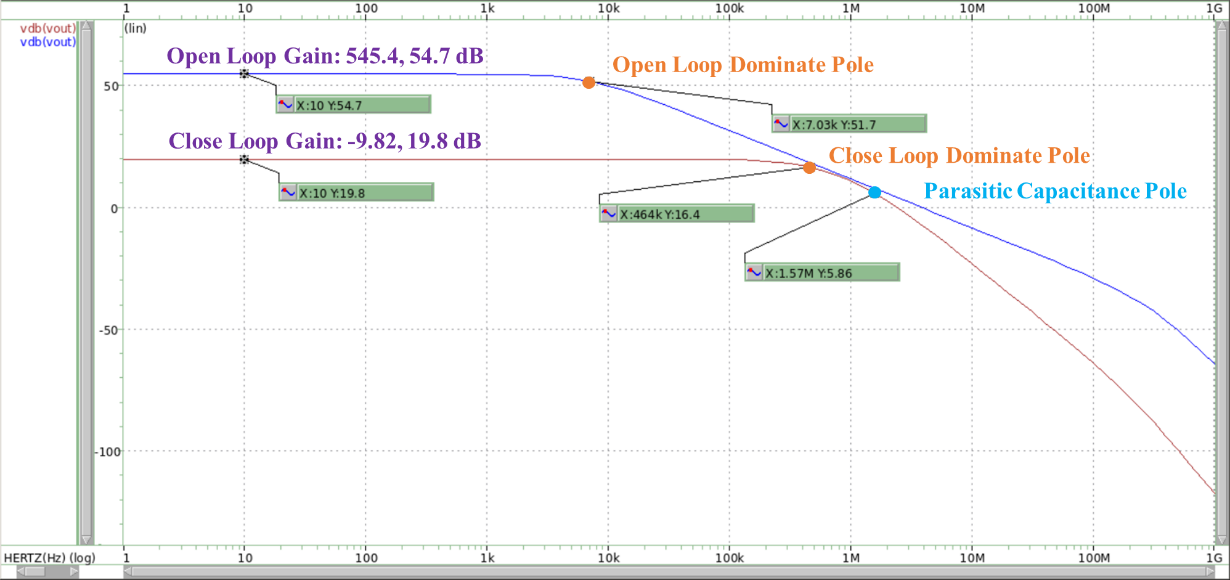 1 10 100 1k 10k 100k 1M 10M 100M 1G
vdb(vout)
vdb(vout)
(lin)
Open Loop Gain: 545.4, 54.7 dB
Open Loop Dominate Pole
50
X:10 Y:54.7
X:7.03k Y:51.7
Close Loop Gain: -9.82, 19.8 dB
Close Loop Dominate Pole
X:10 Y:19.8
Parasitic Capacitance Pole
0
X:464k Y:16.4
X:1.57M Y:5.86
-50
-100
HERTZ(Hz) (log)
1 10 100 1k 10k 100k 1M 10M 100M 1G